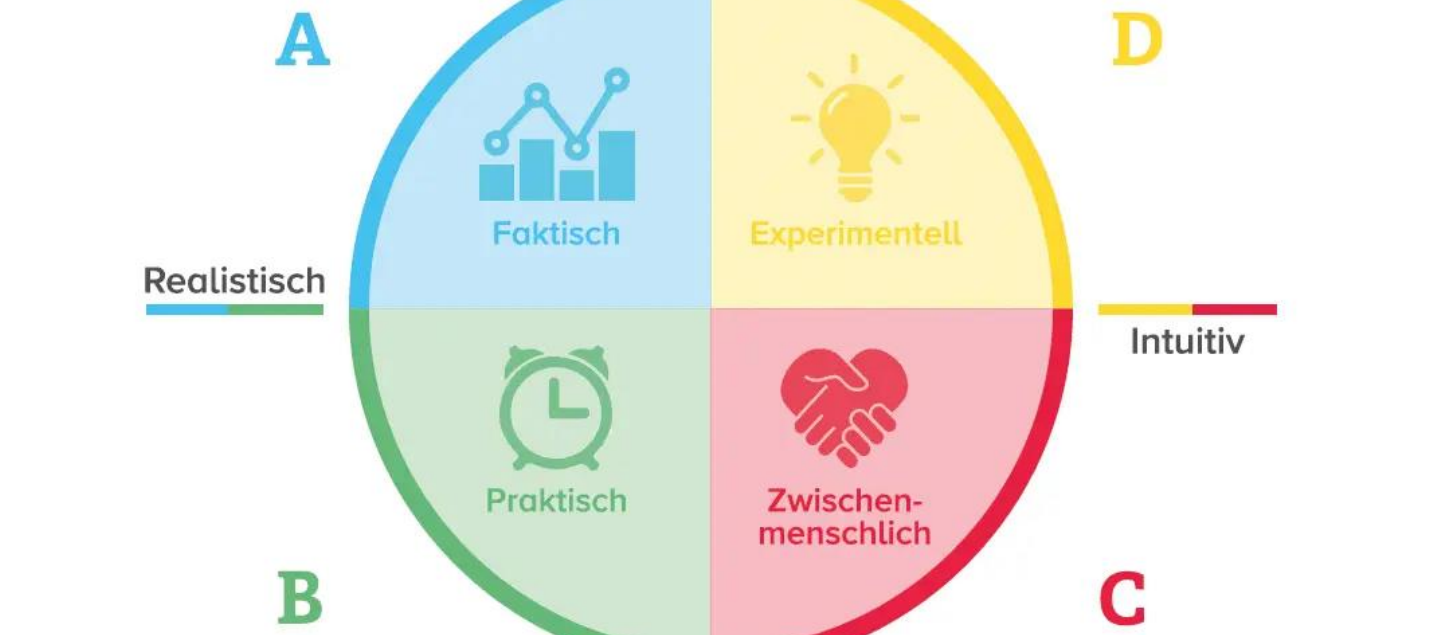 A
D
Faktisch
Experimentell
Realistisch
Intuitiv
Praktisch
Zwischen-
menschlich
B
C